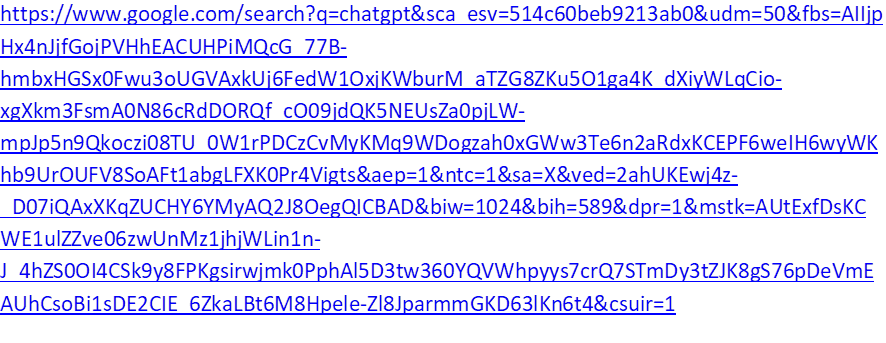 https://www.google.com/search?q=chatgpt&sca_esv=514c60beb9213ab0&udm=50&fbs=AIIjp
Hx4nJjfGojPVHhEACUHPiMQcG_77B-
hmbxHGSx0Fwu3oUGVAxkUj6FedW1OxjKWburM_aTZG8ZKu5O1ga4K_dXiyWLqCio-
xgXkm3FsmA0N86cRdDORQf_cO09jdQK5NEUsZa0pjLW-
mpJp5n9Qkoczi08TU_0W1rPDCzCvMyKMq9WDogzah0xGWw3Te6n2aRdxKCEPF6weIH6wyWK
hb9UrOUFV8SoAFt1abgLFXK0Pr4Vigts&aep=1&ntc=1&sa=X&ved=2ahUKEwj4z-
_D07iQAxXKqZUCHY6YMyAQ2J8OegQICBAD&biw=1024&bih=589&dpr=1&mstk=AUtExfDsKC
WE1ulZZve06zwUnMz1jhjWLin1n-
J_4hZS0OI4CSk9y8FPKgsirwjmk0PphAl5D3tw360YQVWhpyys7crQ7STmDy3tZJK8gS76pDeVmE
AUhCsoBi1sDE2CIE_6ZkaLBt6M8Hpele-Zl8JparmmGKD63lKn6t4&csuir=1